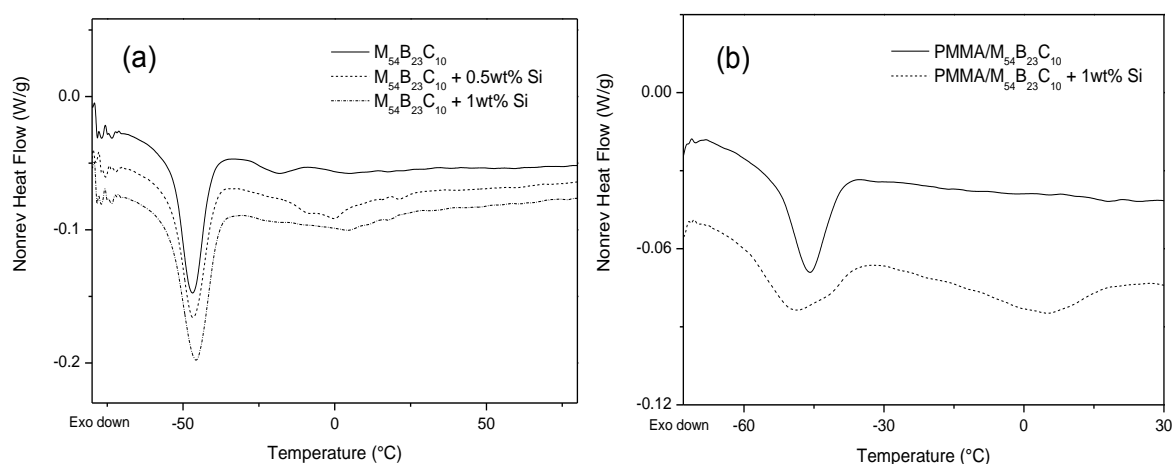 (a)
M₅₄B₂₃C₁₀
M₅₄B₂₃C₁₀ + 0.5wt% Si
M₅₄B₂₃C₁₀ + 1wt% Si
Nonrev Heat Flow (W/g)
0.0
-0.1
-0.2
Exo down
-50
0
50
Temperature (°C)
(b)
PMMA/M₅₄B₂₃C₁₀
PMMA/M₅₄B₂₃C₁₀ + 1wt% Si
Nonrev Heat Flow (W/g)
0.00
-0.06
-0.12
Exo down
-60
-30
0
30
Temperature (°C)